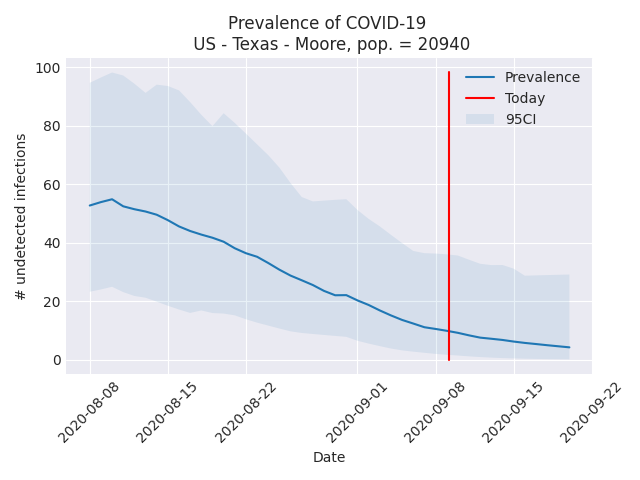 Prevalence of COVID-19
US - Texas - Moore, pop. = 20940
100
80
60
40
20
0
# undetected infections
Prevalence
Today
95CI
2020-08-08
2020-08-15
2020-08-22
2020-09-01
2020-09-08
2020-09-15
2020-09-22
Date